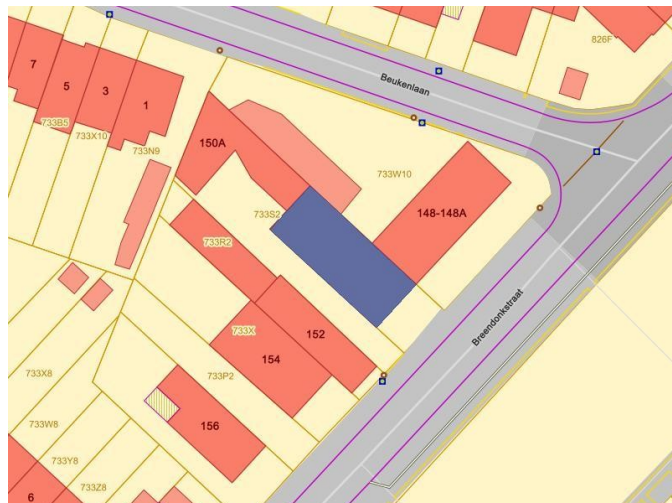 826F
Beukenlaan
7
5
3
1
733B5
733X10
733N9
150A
733W10
733S2
148-148A
733R2
Breendonkstraat
733X
152
154
733P2
733X8
156
733W8
733Y8
733Z8
6